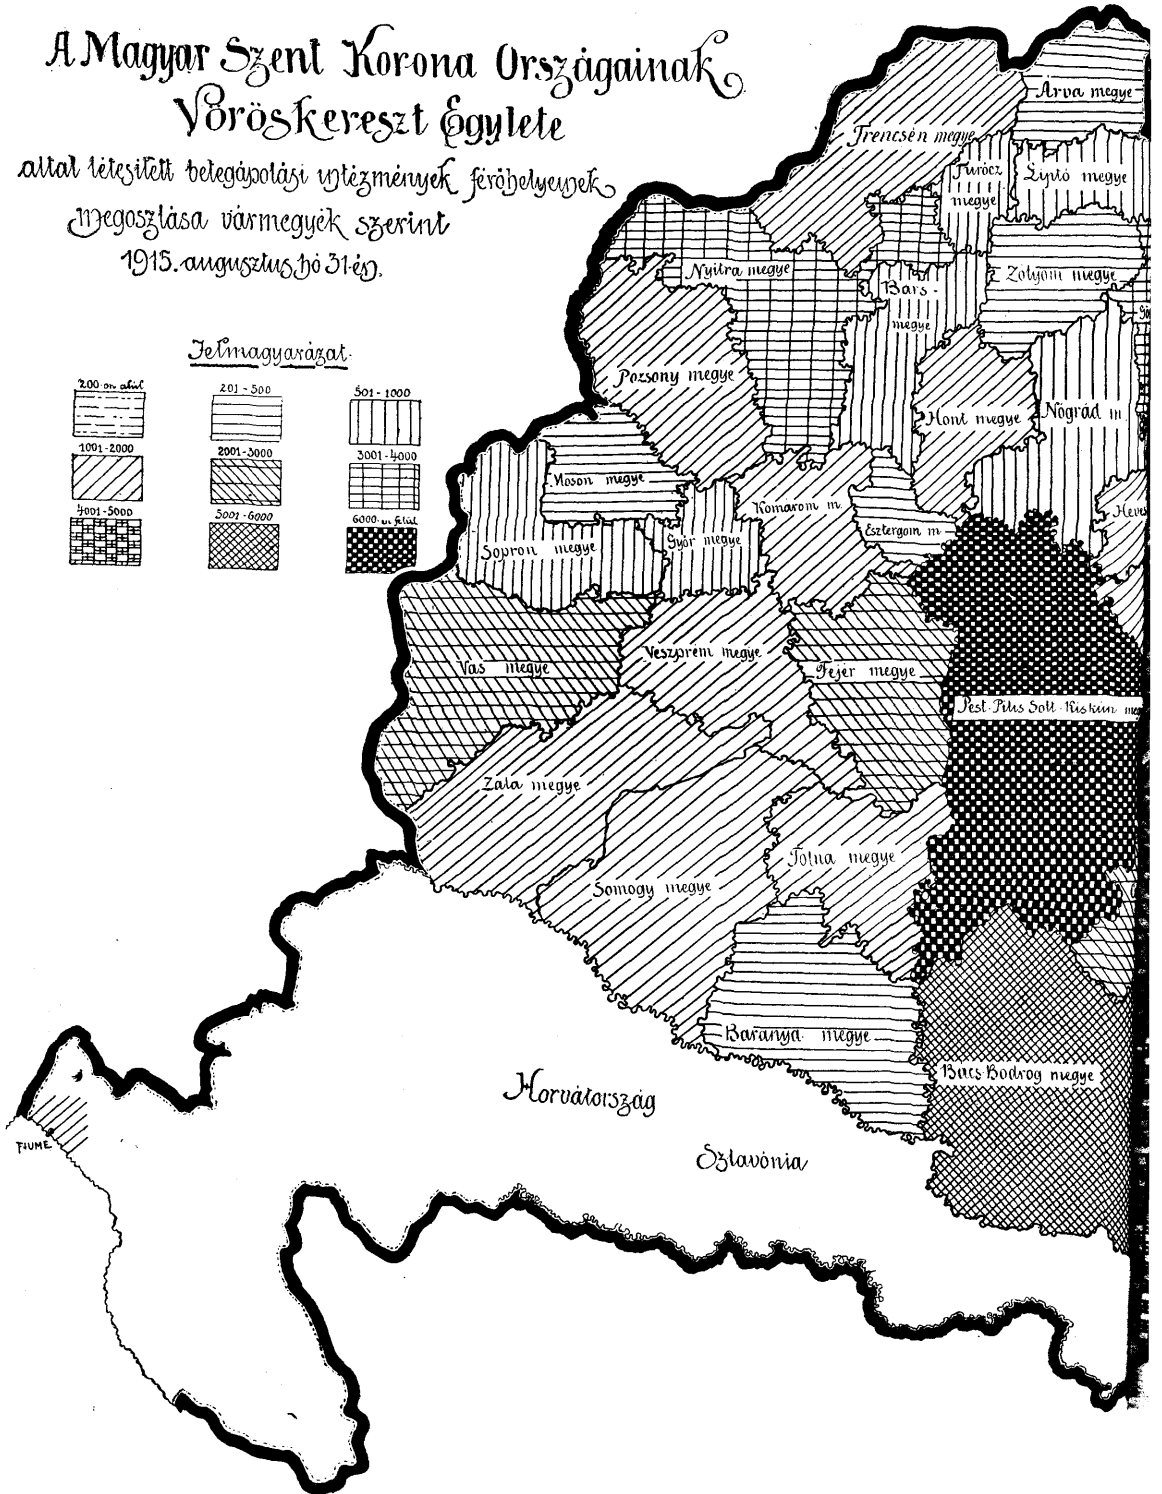 A Magyar Szent Korona Országainak
Vöröskereszt Egylete
által létesített betegápolási intézmények férőhelyeinek
megoszlása vármegyék szerint
1915. augusztus hó 31-én.
Jelmagyarázat.
200-on alul
201-500
501-1000
1001-2000
2001-3000
3001-4000
4001-5000
5001-6000
6000-en felül
Árva megye
Trencsén megye
Turócz
megye
Liptó megye
Nyitra megye
Zólyom megye
Bars-
megye
Pozsony megye
Hont megye
Nógrád m
Moson megye
Komárom m.
Heves
Esztergom m
Sopron megye
Győr megye
Vas megye
Veszprém megye
Fejér megye
Pest-Pilis Solt-Kiskún meg
Zala megye
Tolna megye
Somogy megye
Baranya megye
Bács Bodrog megye
Horvátország
Szlavónia
FIUME